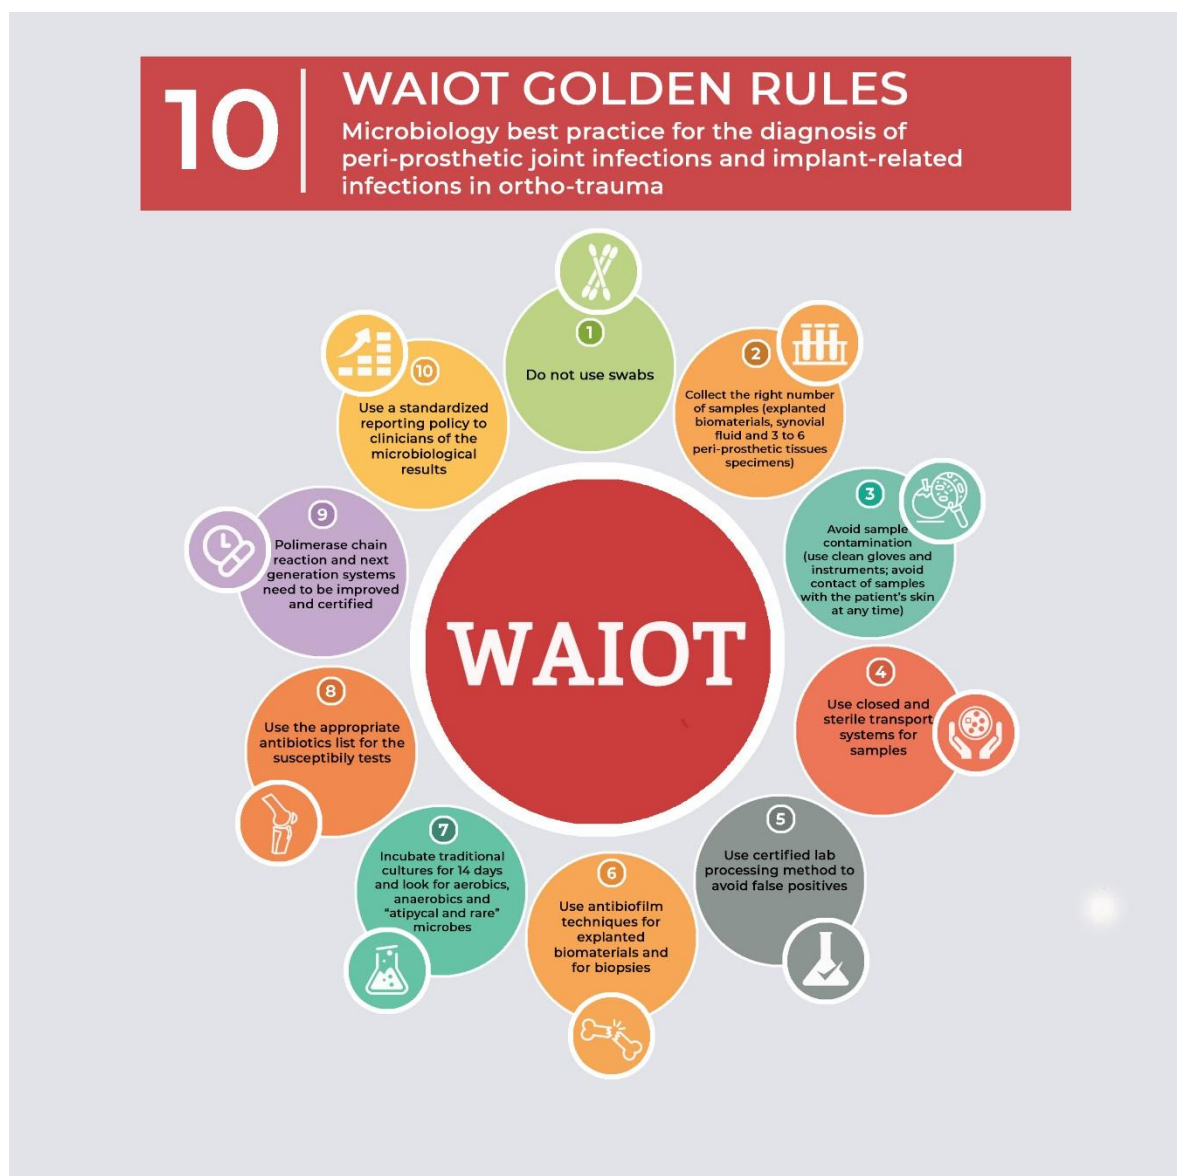 10
WAIOT GOLDEN RULES
Microbiology best practice for the diagnosis of
peri-prosthetic joint infections and implant-related
infections in ortho-trauma
1
Do not use swabs
2
Collect the right number
of samples (explanted
biomaterials, synovial
fluid and 3 to 6
peri-prosthetic tissues
specimens)
3
Avoid sample
contamination
(use clean gloves and
instruments; avoid
contact of samples
with the patient's skin
at any time)
4
Use closed and
sterile transport
systems for
samples
5
Use certified lab
processing method to
avoid false positives
6
Use antibiofilm
techniques for
explanted
biomaterials and
for biopsies
7
Incubate traditional
cultures for 14 days
and look for aerobics,
anaerobics and
“atipycal and rare”
microbes
8
Use the appropriate
antibiotics list for the
susceptibily tests
9
Polimerase chain
reaction and next
generation systems
need to be improved
and certified
10
Use a standardized
reporting policy to
clinicians of the
microbiological
results
WAIOT